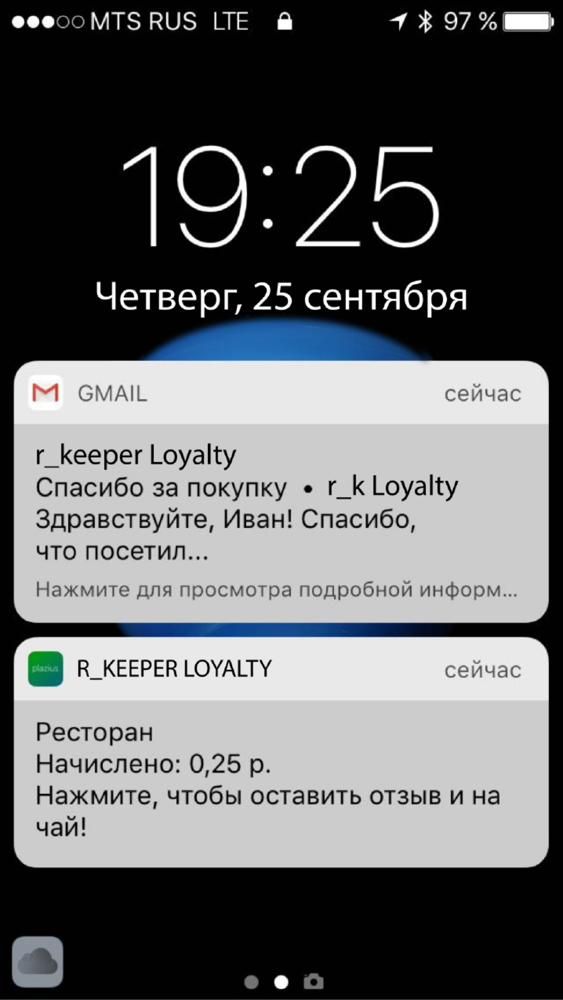 MTS RUS LTE 97 %
19:25
Четверг, 25 сентября
GMAIL сейчас
r_keeper Loyalty
Спасибо за покупку • r_k Loyalty
Здравствуйте, Иван! Спасибо,
что посетил...
Нажмите для просмотра подробной информ...
plazius R_KEEPER LOYALTY сейчас
Ресторан
Начислено: 0,25 р.
Нажмите, чтобы оставить отзыв и на
чай!